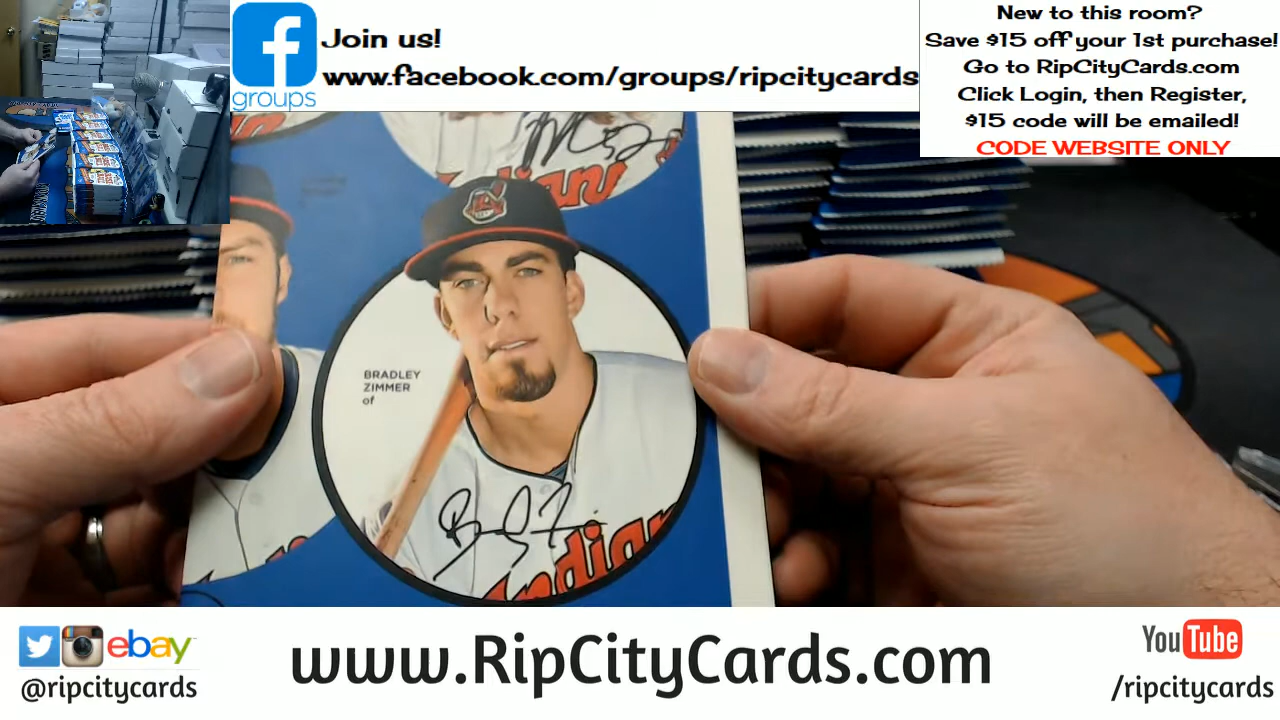 Join us!
www.facebook.com/groups/ripcitycards
groups
New to this room?
Save $15 off your 1st purchase!
Go to RipCityCards.com
Click Login, then Register,
$15 code will be emailed!
CODE WEBSITE ONLY
Indians
BRADLEY
ZIMMER
of
Indians
ebay
@ripcitycards
www.RipCityCards.com
YouTube
/ripcitycards